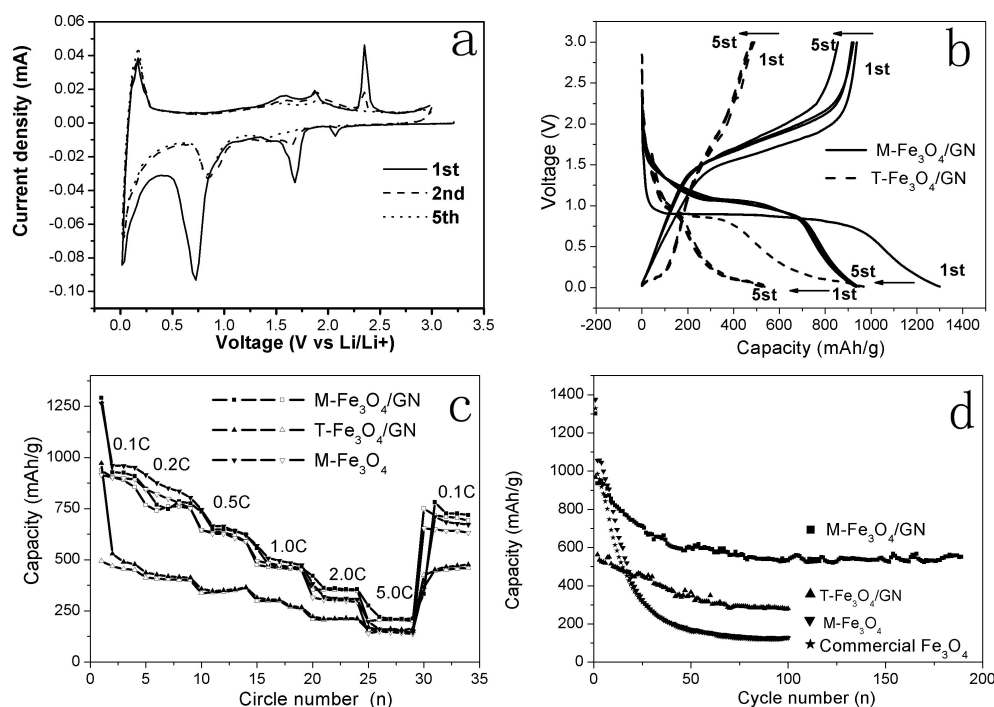 a
0.06
0.04
0.02
0.00
-0.02
-0.04
-0.06
-0.08
-0.10
Current density (mA)
1st
2nd
5th
0.0 0.5 1.0 1.5 2.0 2.5 3.0 3.5
Voltage (V vs Li/Li+)
b
3.0
2.5
2.0
1.5
1.0
0.5
0.0
Voltage (V)
5st
1st
5st
1st
M-Fe3O4/GN
T-Fe3O4/GN
5st
1st
5st
1st
-200 0 200 400 600 800 1000 1200 1400
Capacity (mAh/g)
c
1250
1000
750
500
250
0
Capacity (mAh/g)
M-Fe3O4/GN
T-Fe3O4/GN
M-Fe3O4
0.1C
0.2C
0.5C
1.0C
2.0C
5.0C
0.1C
0 5 10 15 20 25 30 35
Circle number (n)
d
1400
1200
1000
800
600
400
200
0
Capacity (mAh/g)
M-Fe3O4/GN
T-Fe3O4/GN
M-Fe3O4
Commercial Fe3O4
0 50 100 150 200
Cycle number (n)